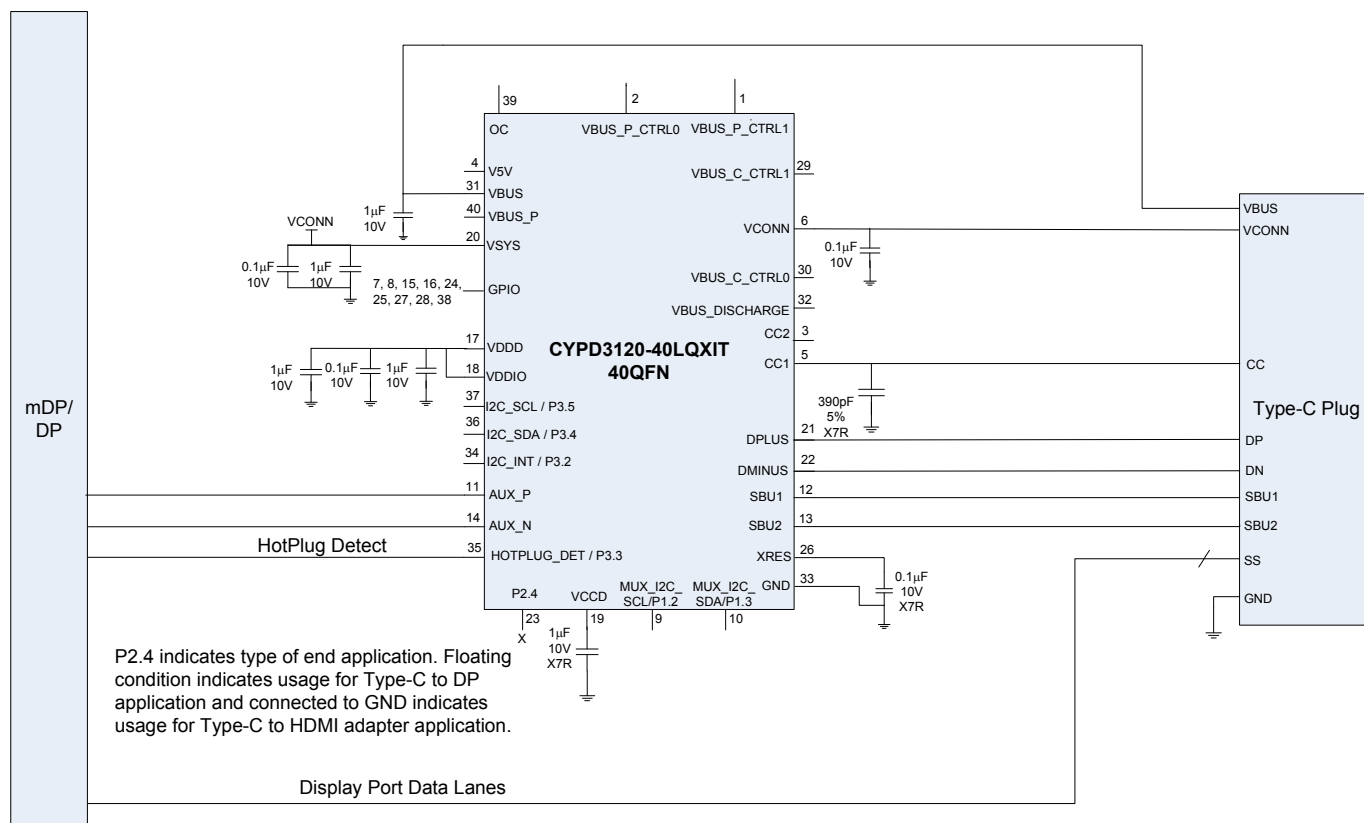 39
2
1
OC
VBUS_P_CTRL0
VBUS_P_CTRL1
4
V5V
VBUS_C_CTRL1
29
31
VBUS
1µF
10V
40
VBUS_P
VBUS
VCONN
20
VSYS
VCONN
6
VCONN
0.1µF
10V
1µF
10V
0.1µF
10V
7, 8, 15, 16, 24,
25, 27, 28, 38
GPIO
VBUS_C_CTRL0
30
VBUS_DISCHARGE
32
CC2
3
17
VDDD
CYPD3120-40LQXIT
40QFN
CC1
5
CC
1µF
10V
0.1µF
10V
1µF
10V
18
VDDIO
390pF
5%
X7R
mDP/
DP
Type-C Plug
37
I2C_SCL / P3.5
36
I2C_SDA / P3.4
DPLUS
21
DP
34
I2C_INT / P3.2
DMINUS
22
DN
11
AUX_P
SBU1
12
SBU1
14
AUX_N
SBU2
13
SBU2
HotPlug Detect
35
HOTPLUG_DET / P3.3
XRES
26
SS
GND
33
0.1µF
10V
X7R
GND
P2.4
VCCD
MUX_I2C_
SCL/P1.2
MUX_I2C_
SDA/P1.3
23
X
19
9
10
1µF
10V
X7R
P2.4 indicates type of end application. Floating
condition indicates usage for Type-C to DP
application and connected to GND indicates
usage for Type-C to HDMI adapter application.
Display Port Data Lanes